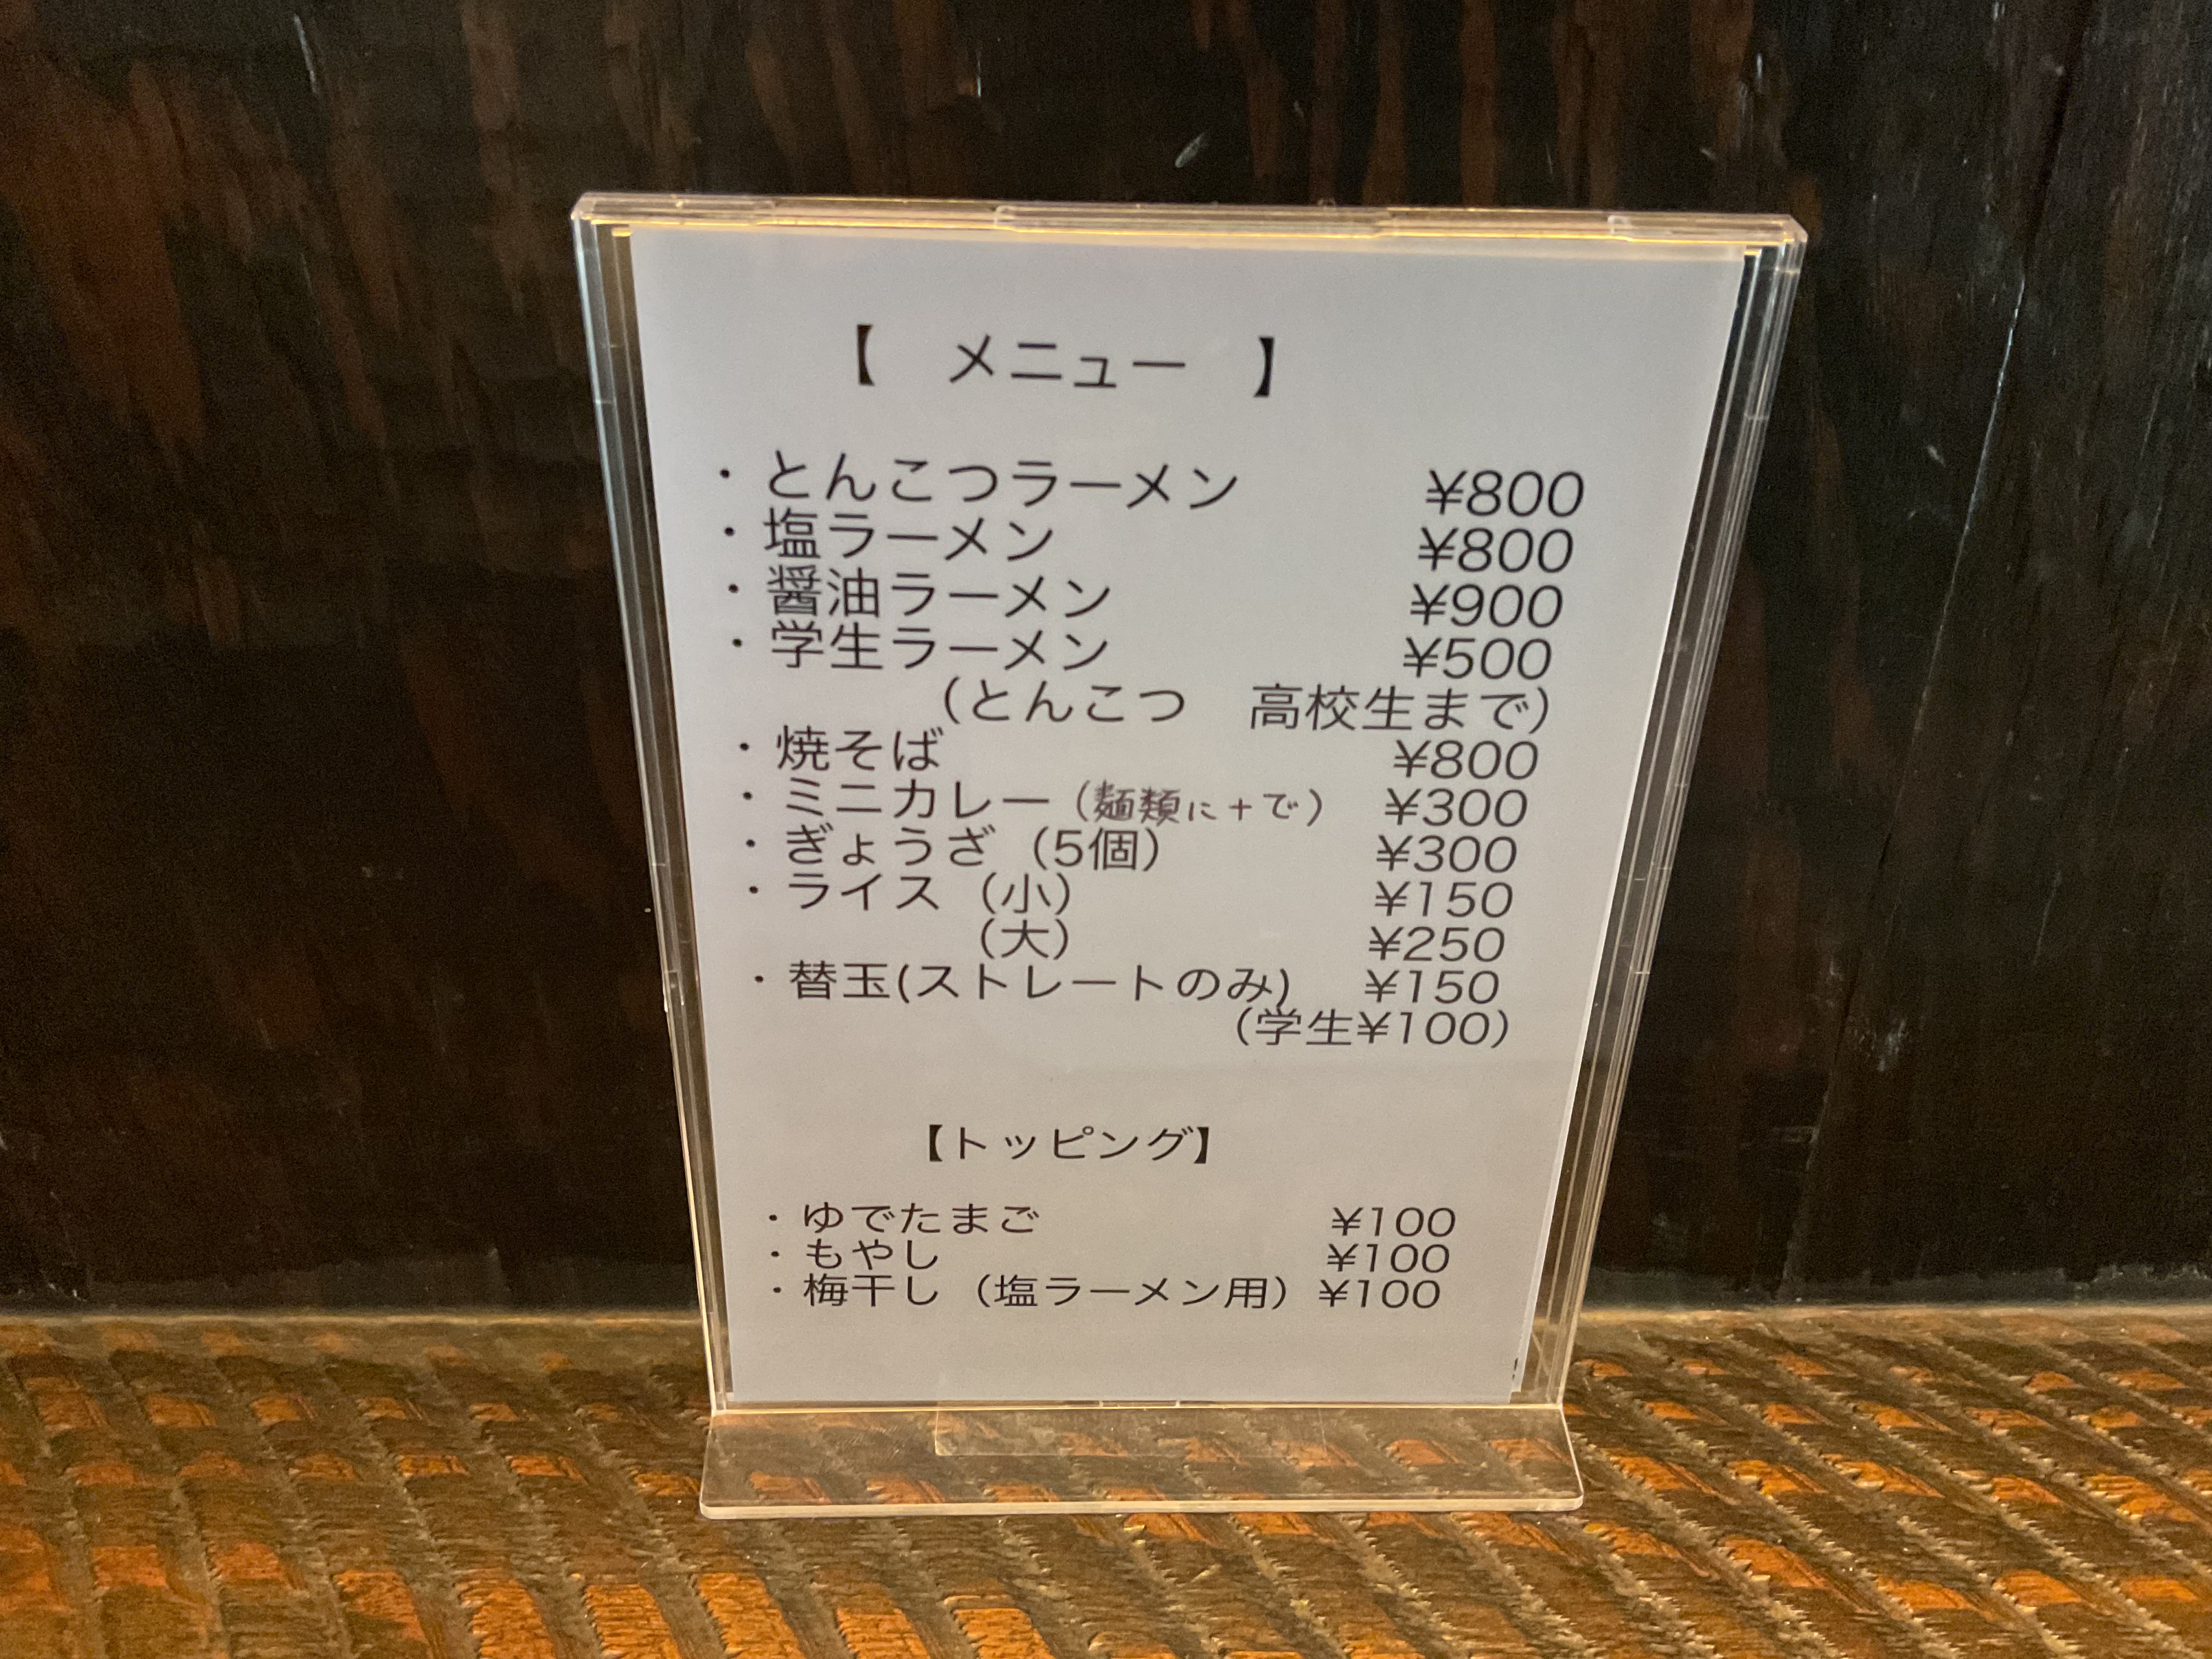 【　メニュー　】
・とんこつラーメン ¥800
・塩ラーメン ¥800
・醤油ラーメン ¥900
・学生ラーメン ¥500
（とんこつ　高校生まで）
・焼そば ¥800
・ミニカレー（麺類に＋で） ¥300
・ぎょうざ（5個） ¥300
・ライス（小） ¥150
（大） ¥250
・替玉(ストレートのみ) ¥150
（学生¥100）
【トッピング】
・ゆでたまご ¥100
・もやし ¥100
・梅干し（塩ラーメン用）¥100